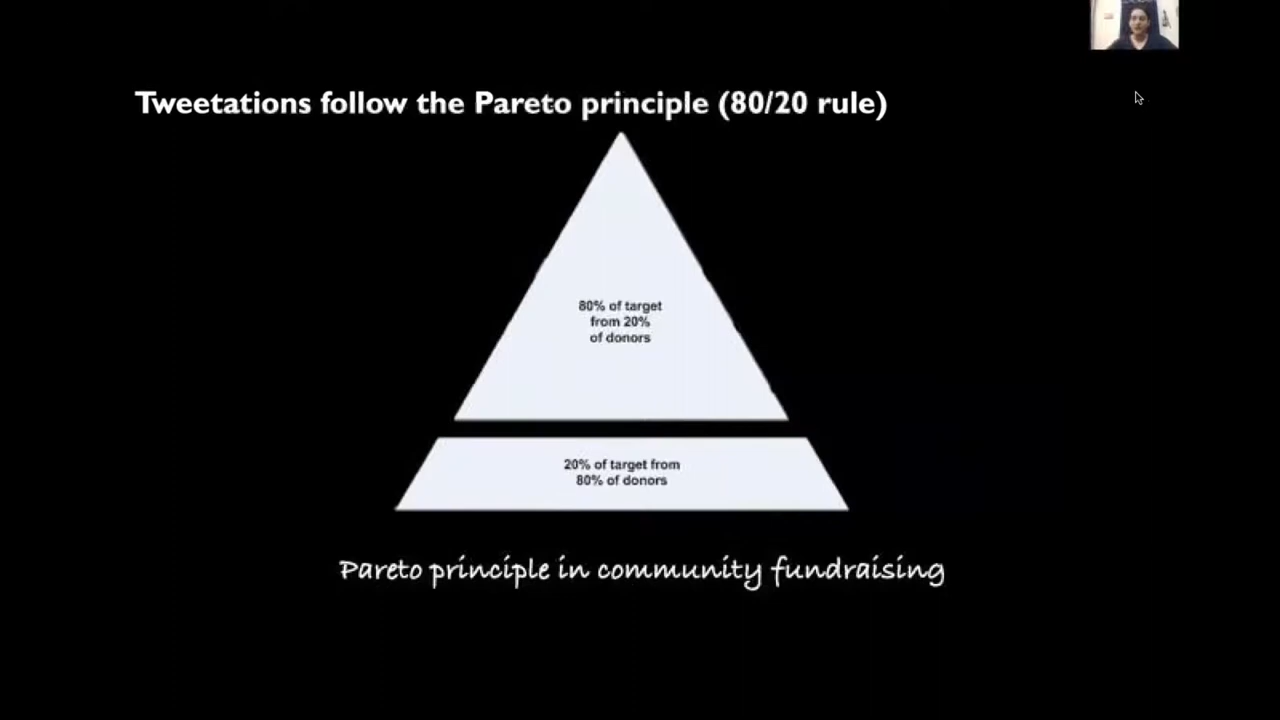 Tweetations follow the Pareto principle (80/20 rule)
80% of target
from 20%
of donors
20% of target from
80% of donors
Pareto principle in community fundraising